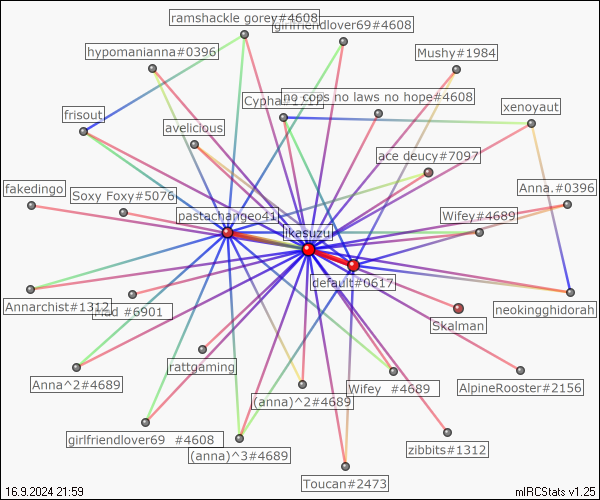 ramshackle gorey#4608
girlfriendlover69#4608
hypomanianna#0396
Mushy#1984
no cops no laws no hope#4608
xenoyaut
frisout
avelicious
ace deucy#7097
fakedingo
Soxy Foxy#5076
Anna.#0396
pastachangeo41
Wifey#4689
ikasuzu
default#0617
Annarchist#1312
#6901
neokingghidorah
Skalman
rattgaming
Anna^2#4689
(anna)^2#4689
Wifey #4689
AlpineRooster#2156
girlfriendlover69 #4608
(anna)^3#4689
zibbits#1312
Toucan#2473
16.9.2024 21:59
mIRCStats v1.25